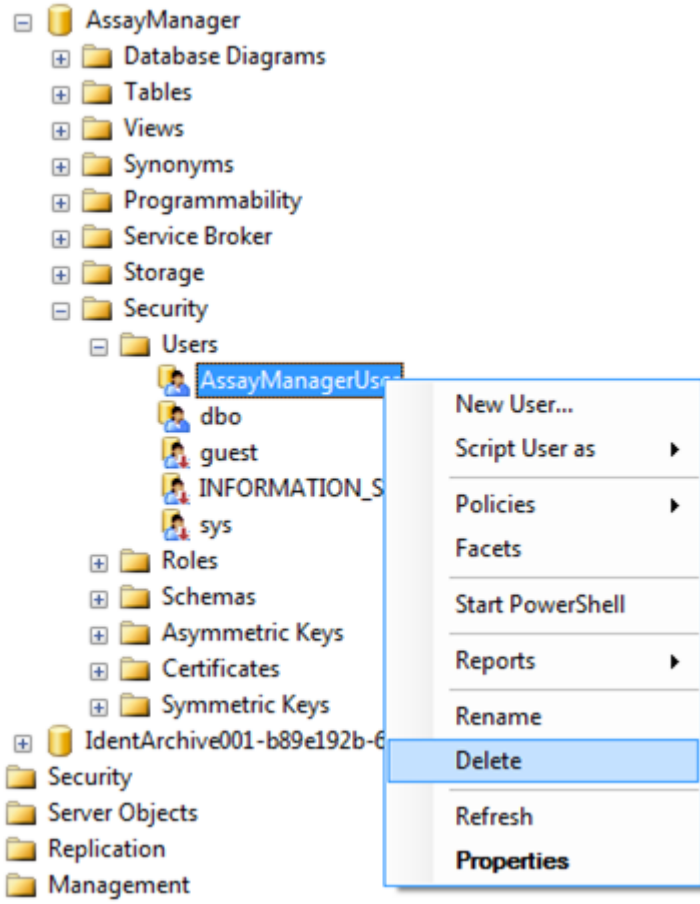 AssayManager
Database Diagrams
Tables
Views
Synonyms
Programmability
Service Broker
Storage
Security
Users
AssayManagerUse
dbo
guest
INFORMATION_S
sys
Roles
Schemas
Asymmetric Keys
Certificates
Symmetric Keys
IdentArchive001-b89e192b-6
Security
Server Objects
Replication
Management
New User...
Script User as
Policies
Facets
Start PowerShell
Reports
Rename
Delete
Refresh
Properties